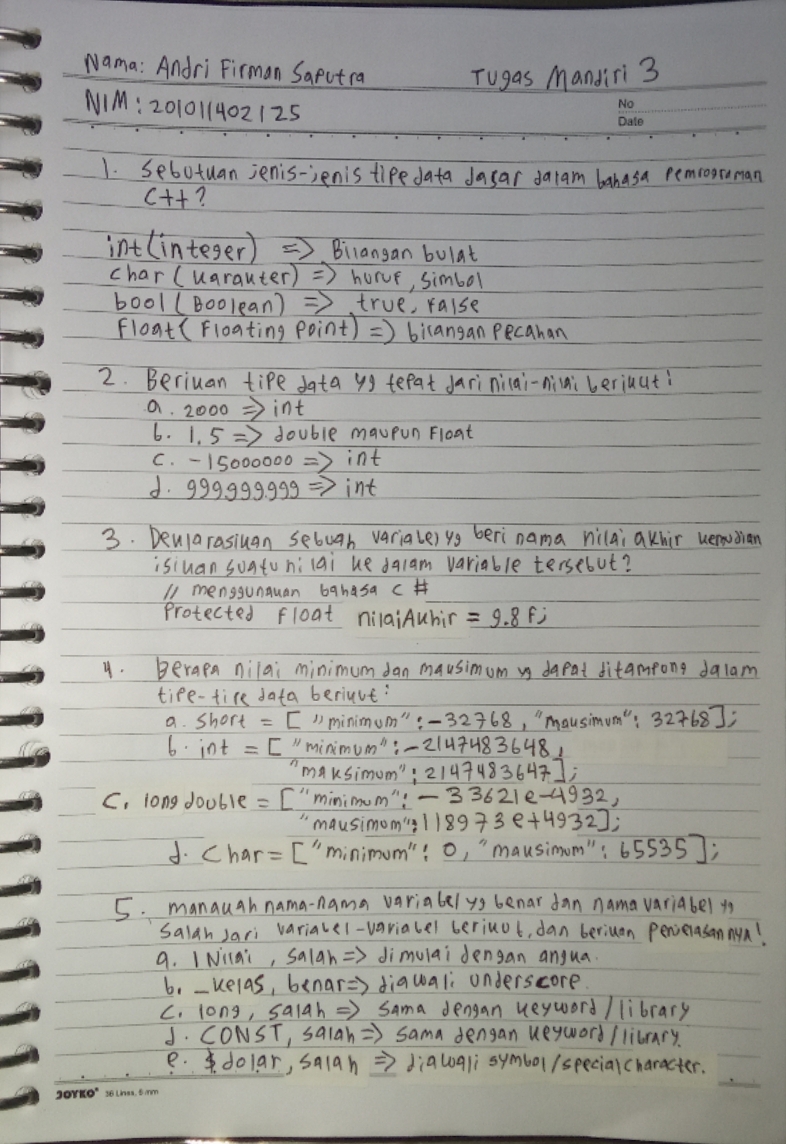 Nama: Andri Firman Saputra Tugas Mandiri 3
NIM : 201011402125
No
Date
1. Sebutkan jenis-jenis tipe data dasar dalam bahasa pemrograman
C++?
int (integer) => Bilangan bulat
char (karakter) => huruf, simbol
bool (Boolean) => true, False
Float (Floating Point) => bilangan Pecahan
2. Berikan tipe data yg tepat dari nilai-nilai berikut:
a. 2000 => int
b. 1,5 => double maupun Float
c. -15000000 => int
d. 999.999.999 => int
3. Deklarasikan sebuah variabel yg beri nama nilai akhir kemudian
isikan suatu nilai ke dalam variable tersebut?
// menggunakan bahasa C#
Protected Float nilaiAkhir = 9.8 F;
4. Berapa nilai minimum dan maksimum yg dapat ditampong dalam
tipe-tipe data berikut:
a. Short = ["minimum": -32768, "maksimum": 32768];
b. int = ["minimum": -2147483648,
"maksimum": 2147483647];
c. long double = ["minimum": -33621e-4932,
"maksimum": 118973e+4932];
d. Char = ["minimum": 0, "maksimum": 65535];
5. manakah nama-nama variabel yg benar dan nama variabel yg
salah dari variabel-variabel berikut, dan berikan penjelasannya!
a. 1Nilai, salah => dimulai dengan angka.
b. _kelas, benar => diawali underscore.
c. long, salah => sama dengan keyword/library
d. CONST, salah => sama dengan keyword/library.
e. $dolar, salah => diawali symbol/special character.
JOYKO 36 Lines, 6 mm